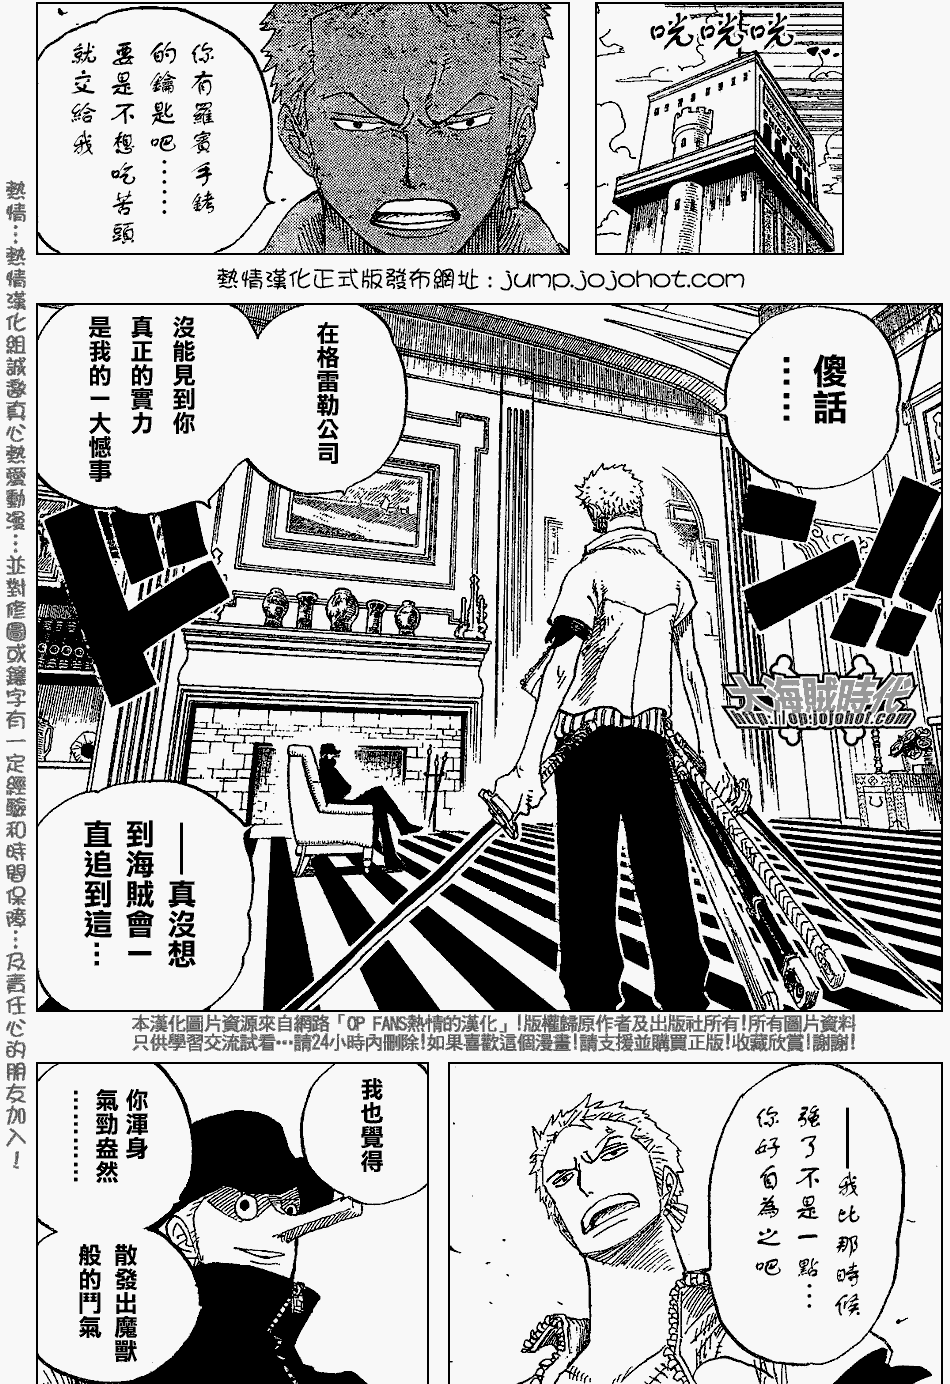 咣咣咣
你有羅賓手銬
的鑰匙吧……
要是不想吃苦頭
就交給我
熱情漢化正式版發布網址：jump.jojohot.com
傻話
……
在格雷勒公司
沒能見到你
真正的實力
是我的一大憾事
大海賊時代
http://op.jojohot.com
——真沒想
到海賊會一
直追到這…
本漢化圖片資源來自網路「OP FANS熱情的漢化」!版權歸原作者及出版社所有!所有圖片資料
只供學習交流試看…請24小時內刪除!如果喜歡這個漫畫!請支援並購買正版!收藏欣賞!謝謝!
——我比那時候
強了不是一點…
你好自為之吧
我也覺得
你渾身
氣勁盎然
…………
散發出魔獸
般的鬥氣
熱情…熱情漢化組誠邀真心熱愛動漫…並對修圖或鑲字有一定經驗和時間保障…及責任心的朋友加入！